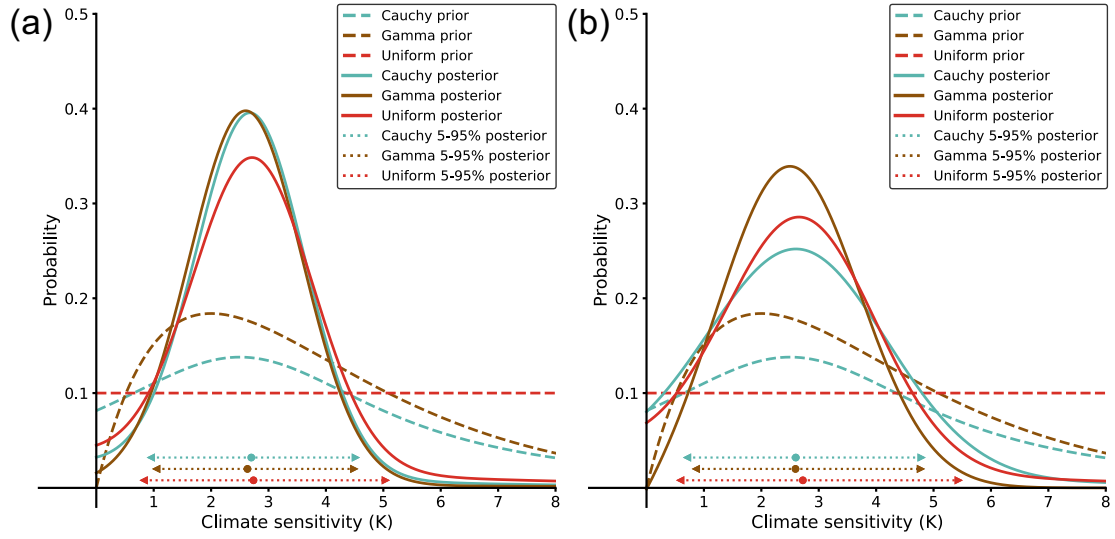 (a)
0.5
0.4
0.3
0.2
0.1
Probability
Cauchy prior
Gamma prior
Uniform prior
Cauchy posterior
Gamma posterior
Uniform posterior
Cauchy 5-95% posterior
Gamma 5-95% posterior
Uniform 5-95% posterior
1 2 3 4 5 6 7 8
Climate sensitivity (K)
(b)
0.5
0.4
0.3
0.2
0.1
Probability
Cauchy prior
Gamma prior
Uniform prior
Cauchy posterior
Gamma posterior
Uniform posterior
Cauchy 5-95% posterior
Gamma 5-95% posterior
Uniform 5-95% posterior
1 2 3 4 5 6 7 8
Climate sensitivity (K)